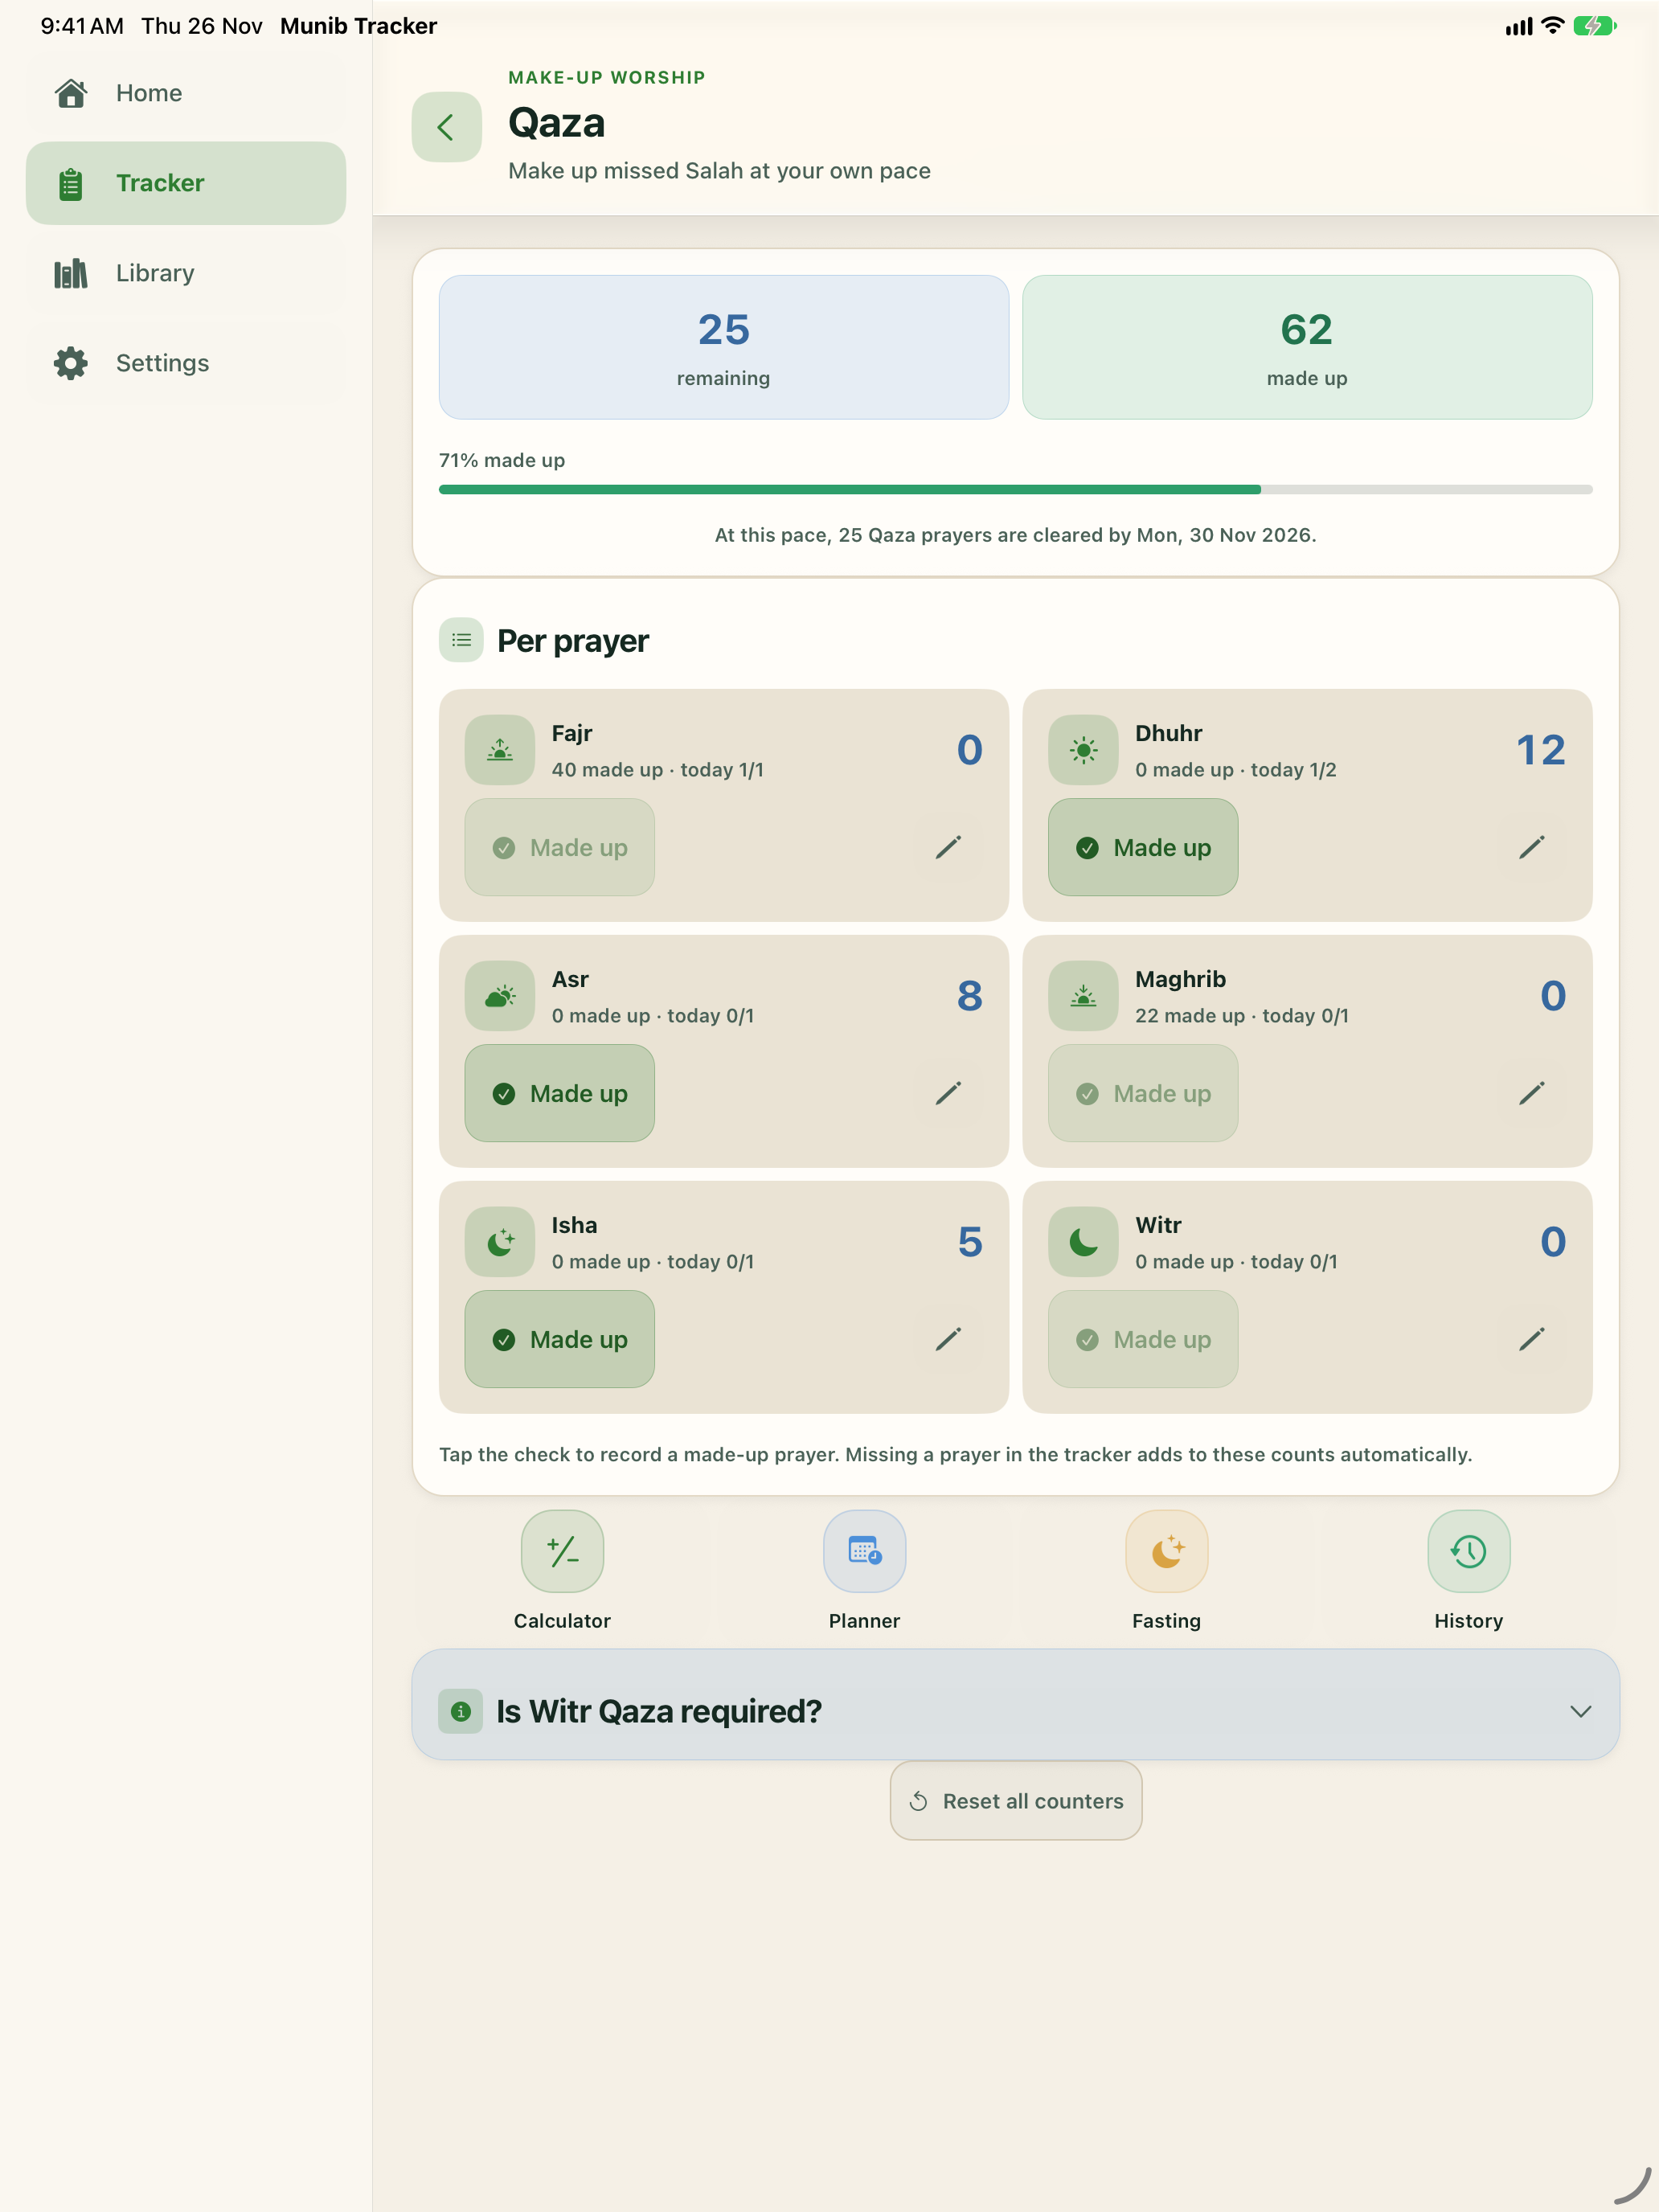 9:41 AM Thu 26 Nov Munib Tracker
Home
Tracker
Library
Settings
MAKE-UP WORSHIP
Qaza
Make up missed Salah at your own pace
25
remaining
62
made up
71% made up
At this pace, 25 Qaza prayers are cleared by Mon, 30 Nov 2026.
Per prayer
Fajr
40 made up · today 1/1
0
Made up
Dhuhr
0 made up · today 1/2
12
Made up
Asr
0 made up · today 0/1
8
Made up
Maghrib
22 made up · today 0/1
0
Made up
Isha
0 made up · today 0/1
5
Made up
Witr
0 made up · today 0/1
0
Made up
Tap the check to record a made-up prayer. Missing a prayer in the tracker adds to these counts automatically.
Calculator
Planner
Fasting
History
Is Witr Qaza required?
Reset all counters